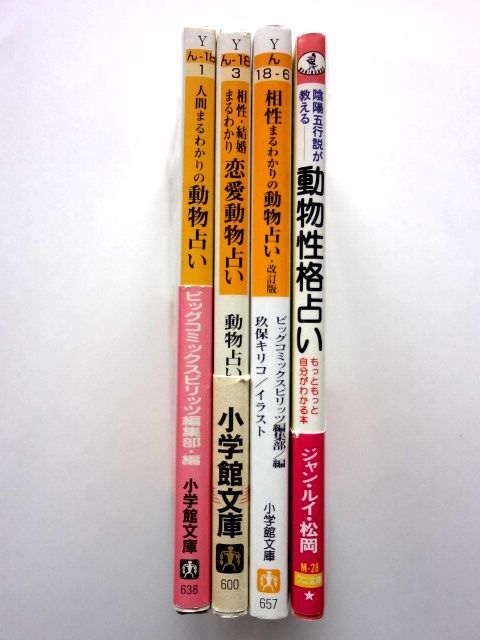 Y
ん-18
1
人間まるわかりの動物占い
ビッグコミックスピリッツ編集部・編
小学館文庫
638
Y
ん-18
3
相性・結婚
まるわかり
恋愛動物占い
動物占い
小学館文庫
600
Y
ん
18-6
相性まるわかりの動物占い・改訂版
ビッグコミックスピリッツ編集部/編
玖保キリコ/イラスト
小学館文庫
657
陰陽五行説が
教える――
動物性格占い
もっともっと
自分がわかる本
ジャン・ルイ・松岡
M-28
ワニ文庫
★